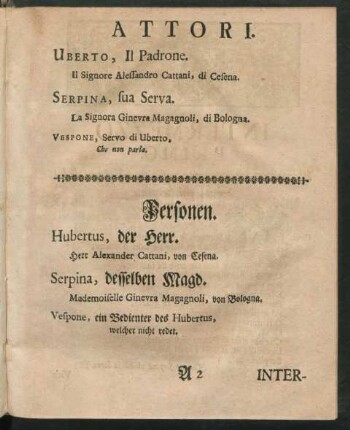 ATTORI.
UBERTO, Il Padrone.
Il Signore Aleſſandro Cattani, di Ceſena.
SERPINA, ſua Serva.
La Signora Ginevra Magagnoli, di Bologna.
VESPONE, Servo di Uberto,
Che non parla.
Perſonen.
Hubertus, der Herr.
Herr Alexander Cattani, von Ceſena.
Serpina, deſſelben Magd.
Mademoiſelle Ginevra Magagnoli, von Bologna.
Veſpone, ein Bedienter des Hubertus,
welcher nicht redet.
A 2 INTER-